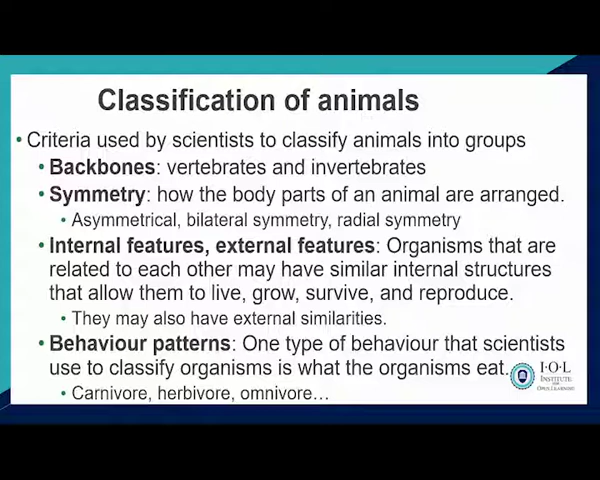 Classification of animals
• Criteria used by scientists to classify animals into groups
• Backbones: vertebrates and invertebrates
• Symmetry: how the body parts of an animal are arranged.
• Asymmetrical, bilateral symmetry, radial symmetry
• Internal features, external features: Organisms that are
related to each other may have similar internal structures
that allow them to live, grow, survive, and reproduce.
• They may also have external similarities.
• Behaviour patterns: One type of behaviour that scientists
use to classify organisms is what the organisms eat.
• Carnivore, herbivore, omnivore…
I·O·L
INSTITUTE
FOR
OPEN LEARNING